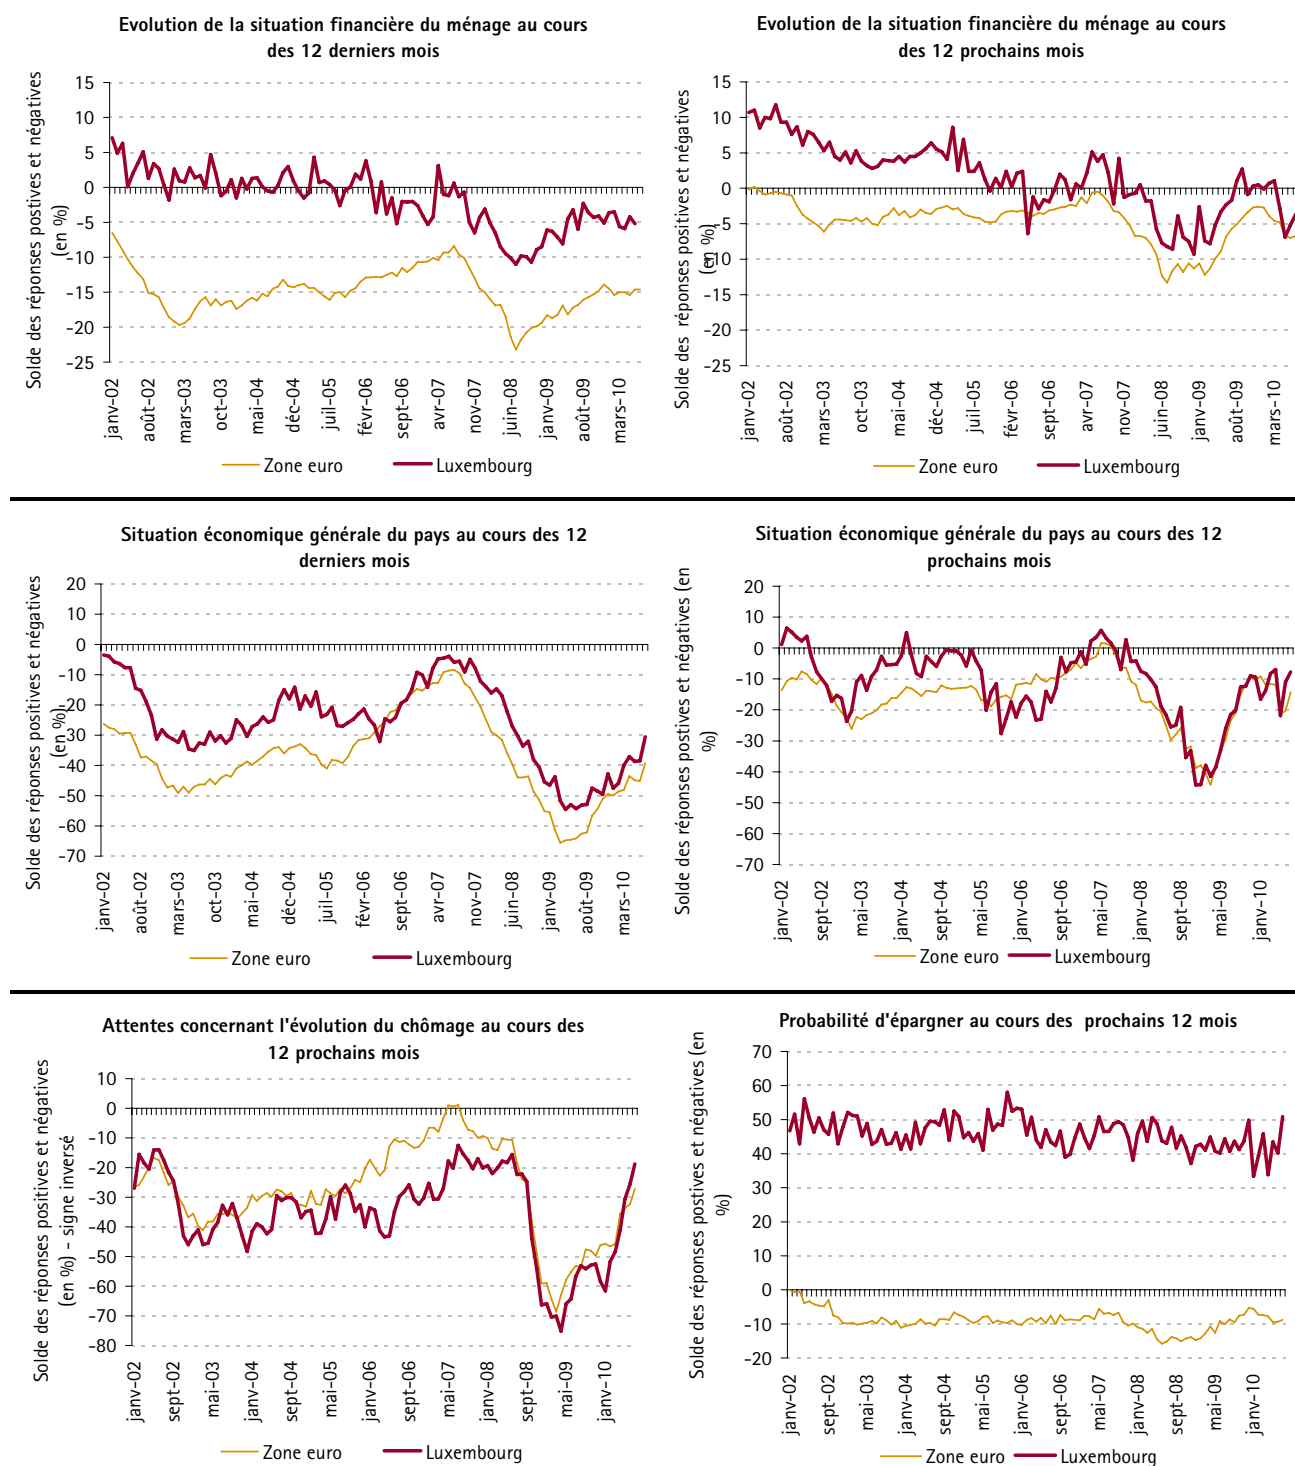 Evolution de la situation financière du ménage au cours
des 12 derniers mois
Solde des réponses positives et négatives
(en %)
15
10
5
0
-5
-10
-15
-20
-25
janv-02
août-02
mars-03
oct-03
mai-04
déc-04
juil-05
févr-06
sept-06
avr-07
nov-07
juin-08
janv-09
août-09
mars-10
Zone euro
Luxembourg
Evolution de la situation financière du ménage au cours
des 12 prochains mois
Solde des réponses positives et négatives
(en %)
15
10
5
0
-5
-10
-15
-20
-25
janv-02
août-02
mars-03
oct-03
mai-04
déc-04
juil-05
févr-06
sept-06
avr-07
nov-07
juin-08
janv-09
août-09
mars-10
Zone euro
Luxembourg
Situation économique générale du pays au cours des 12
derniers mois
Solde des réponses positives et négatives
(en %)
20
10
0
-10
-20
-30
-40
-50
-60
-70
janv-02
août-02
mars-03
oct-03
mai-04
déc-04
juil-05
févr-06
sept-06
avr-07
nov-07
juin-08
janv-09
août-09
mars-10
Zone euro
Luxembourg
Situation économique générale du pays au cours des 12
prochains mois
Solde des réponses postives et négatives (en
%)
20
10
0
-10
-20
-30
-40
-50
-60
-70
janv-02
sept-02
mai-03
janv-04
sept-04
mai-05
janv-06
sept-06
mai-07
janv-08
sept-08
mai-09
janv-10
Zone euro
Luxembourg
Attentes concernant l'évolution du chômage au cours des
12 prochains mois
Solde des réponses postives et négatives
(en %) - signe inversé
10
0
-10
-20
-30
-40
-50
-60
-70
-80
janv-02
sept-02
mai-03
janv-04
sept-04
mai-05
janv-06
sept-06
mai-07
janv-08
sept-08
mai-09
janv-10
Zone euro
Luxembourg
Probabilité d'épargner au cours des prochains 12 mois
Solde des réponses postives et négatives (en
%)
70
60
50
40
30
20
10
0
-10
-20
janv-02
sept-02
mai-03
janv-04
sept-04
mai-05
janv-06
sept-06
mai-07
janv-08
sept-08
mai-09
janv-10
Zone euro
Luxembourg